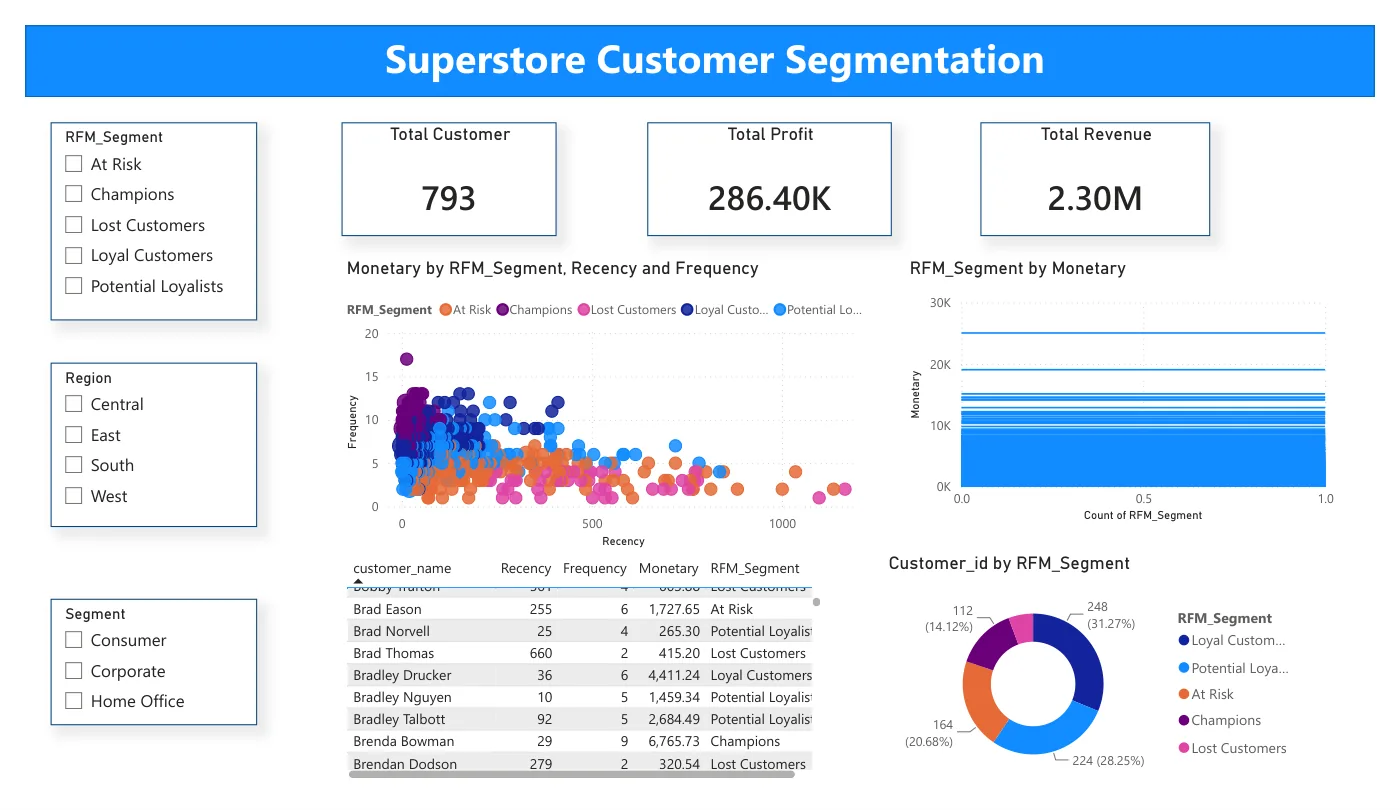 Superstore Customer Segmentation
RFM_Segment
At Risk
Champions
Lost Customers
Loyal Customers
Potential Loyalists
Region
Central
East
South
West
Segment
Consumer
Corporate
Home Office
Total Customer
793
Total Profit
286.40K
Total Revenue
2.30M
Monetary by RFM_Segment, Recency and Frequency
RFM_Segment At Risk Champions Lost Customers Loyal Custo... Potential Lo...
Frequency
20
15
10
5
0
0 500 1000
Recency
RFM_Segment by Monetary
Monetary
30K
20K
10K
0K
0.0 0.5 1.0
Count of RFM_Segment
customer_name Recency Frequency Monetary RFM_Segment
Brad Eason 255 6 1,727.65 At Risk
Brad Norvell 25 4 265.30 Potential Loyalist
Brad Thomas 660 2 415.20 Lost Customers
Bradley Drucker 36 6 4,411.24 Loyal Customers
Bradley Nguyen 10 5 1,459.34 Potential Loyalist
Bradley Talbott 92 5 2,684.49 Potential Loyalist
Brenda Bowman 29 9 6,765.73 Champions
Brendan Dodson 279 2 320.54 Lost Customers
Customer_id by RFM_Segment
112
(14.12%)
248
(31.27%)
164
(20.68%)
224 (28.25%)
RFM_Segment
Loyal Custom...
Potential Loya...
At Risk
Champions
Lost Customers